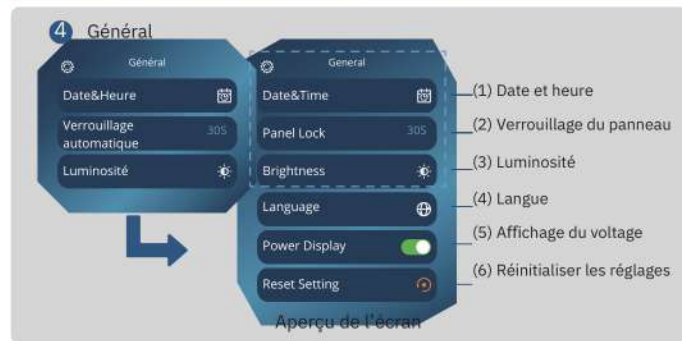 4 Général
Général
Date&Heure
Verrouillage
automatique
30S
Luminosité
General
Date&Time
Panel Lock
30S
Brightness
Language
Power Display
Reset Setting
(1) Date et heure
(2) Verrouillage du panneau
(3) Luminosité
(4) Langue
(5) Affichage du voltage
(6) Réinitialiser les réglages
Aperçu de l'écran